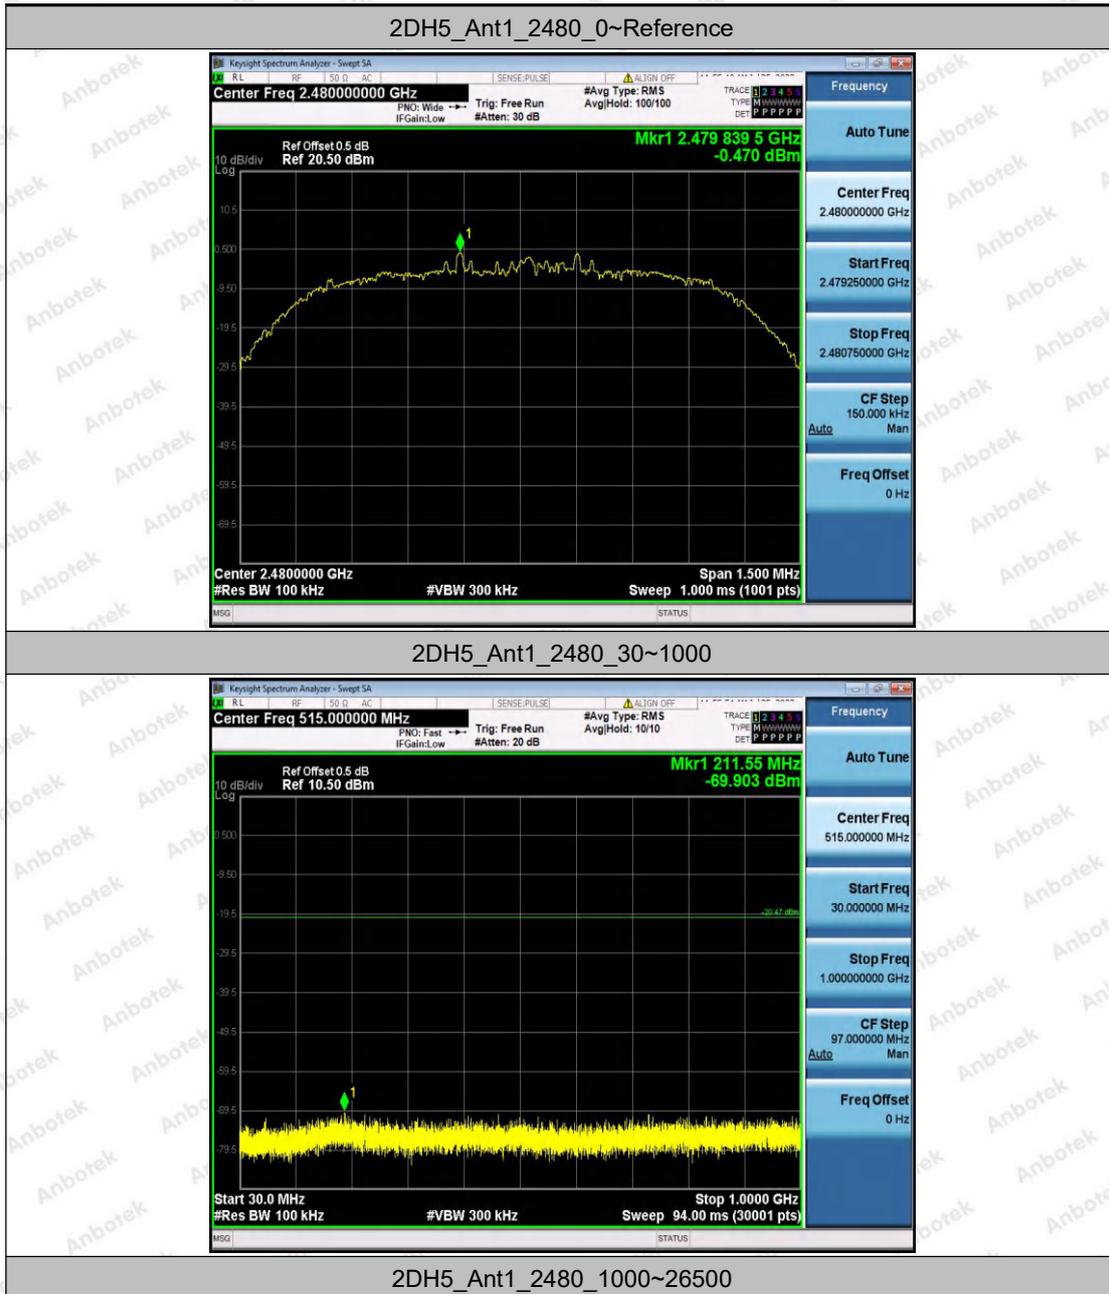 2DH5_Ant1_2480_0~Reference
Keysight Spectrum Analyzer - Swept SA
RL RF 50 Ω AC SENSE:PULSE ALIGN OFF
Center Freq 2.480000000 GHz
PNO: Wide
IFGain:Low
Trig: Free Run
#Atten: 30 dB
#Avg Type: RMS
Avg|Hold: 100/100
TRACE 1 2 3 4 5 6
TYPE M WWWWW
DET P P P P P P
Frequency
Mkr1 2.479 839 5 GHz
-0.470 dBm
Ref Offset 0.5 dB
10 dB/div Ref 20.50 dBm
Log
10.5
0.500
-9.50
-19.5
-29.5
-39.5
-49.5
-59.5
-69.5
1
Center 2.4800000 GHz
Span 1.500 MHz
#Res BW 100 kHz
#VBW 300 kHz
Sweep 1.000 ms (1001 pts)
MSG STATUS
Auto Tune
Center Freq
2.480000000 GHz
Start Freq
2.479250000 GHz
Stop Freq
2.480750000 GHz
CF Step
150.000 kHz
Auto Man
Freq Offset
0 Hz
2DH5_Ant1_2480_30~1000
Keysight Spectrum Analyzer - Swept SA
RL RF 50 Ω AC SENSE:PULSE ALIGN OFF
Center Freq 515.000000 MHz
PNO: Fast
IFGain:Low
Trig: Free Run
#Atten: 20 dB
#Avg Type: RMS
Avg|Hold: 10/10
TRACE 1 2 3 4 5 6
TYPE M WWWWW
DET P P P P P P
Frequency
Mkr1 211.55 MHz
-69.903 dBm
Ref Offset 0.5 dB
10 dB/div Ref 10.50 dBm
Log
0.500
-9.50
-19.5
-20.47 dBm
-29.5
-39.5
-49.5
-59.5
-69.5
-79.5
1
Start 30.0 MHz
Stop 1.0000 GHz
#Res BW 100 kHz
#VBW 300 kHz
Sweep 94.00 ms (30001 pts)
MSG STATUS
Auto Tune
Center Freq
515.000000 MHz
Start Freq
30.000000 MHz
Stop Freq
1.000000000 GHz
CF Step
97.000000 MHz
Auto Man
Freq Offset
0 Hz
2DH5_Ant1_2480_1000~26500
Anbotek